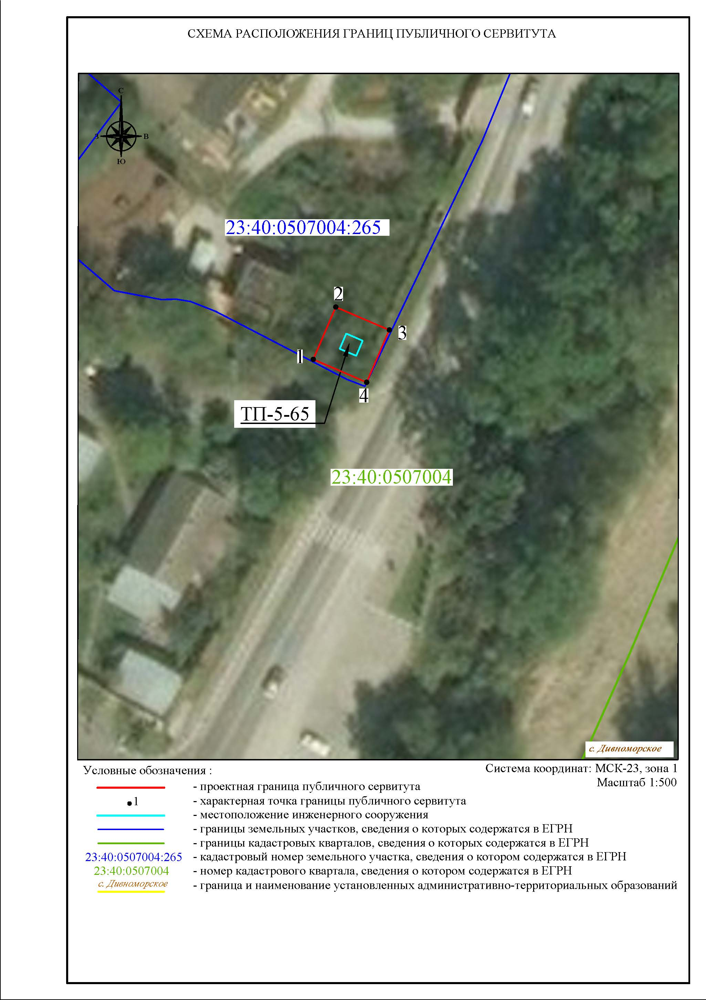 СХЕМА РАСПОЛОЖЕНИЯ ГРАНИЦ ПУБЛИЧНОГО СЕРВИТУТА
С
З
В
Ю
23:40:0507004:265
2
3
1
4
ТП-5-65
23:40:0507004
с. Дивноморское
Условные обозначения :
Система координат: МСК-23, зона 1
Масштаб 1:500
- проектная граница публичного сервитута
1 - характерная точка границы публичного сервитута
- местоположение инженерного сооружения
- границы земельных участков, сведения о которых содержатся в ЕГРН
- границы кадастровых кварталов, сведения о которых содержатся в ЕГРН
23:40:0507004:265 - кадастровый номер земельного участка, сведения о котором содержатся в ЕГРН
23:40:0507004 - номер кадастрового квартала, сведения о котором содержатся в ЕГРН
с. Дивноморское - граница и наименование установленных административно-территориальных образований